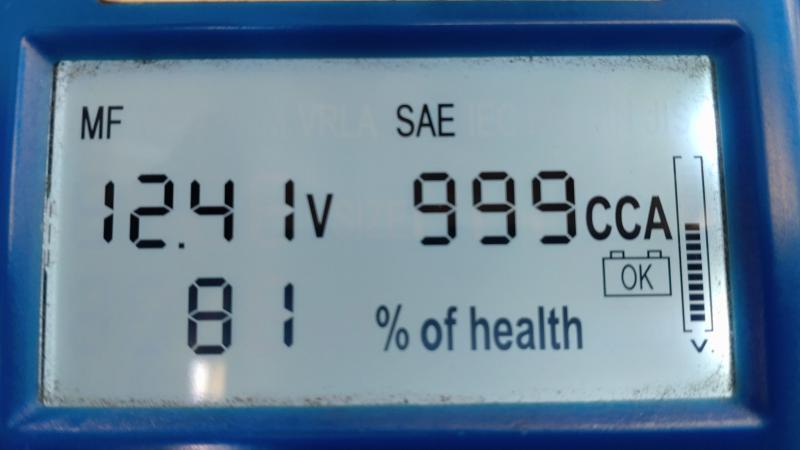 MF SAE
12.41V 999CCA
OK
81 % of health